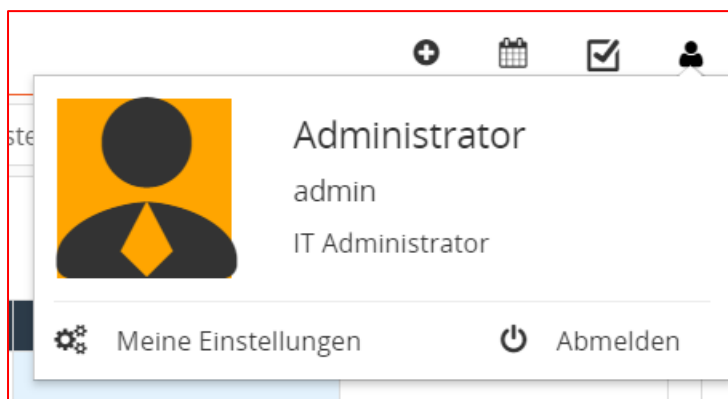 Administrator
admin
IT Administrator
Meine Einstellungen
Abmelden